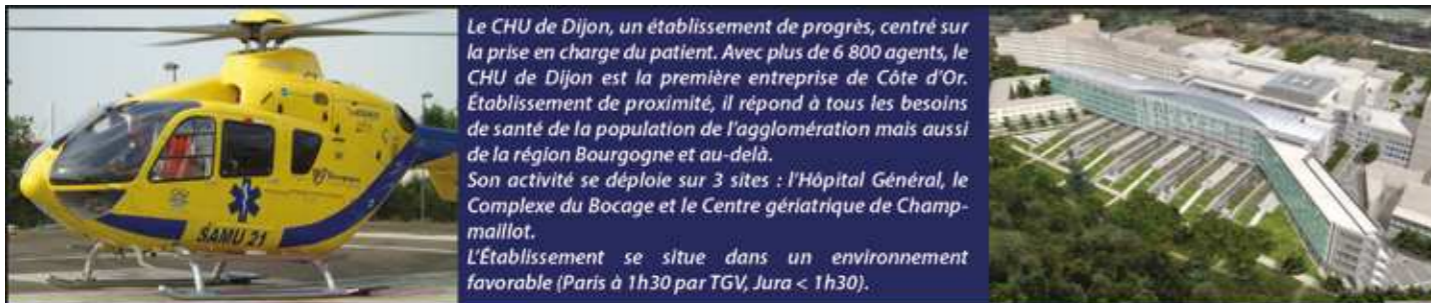 Le CHU de Dijon, un établissement de progrès, centré sur
la prise en charge du patient. Avec plus de 6 800 agents, le
CHU de Dijon est la première entreprise de Côte d'Or.
Établissement de proximité, il répond à tous les besoins
de santé de la population de l'agglomération mais aussi
de la région Bourgogne et au-delà.
Son activité se déploie sur 3 sites : l'Hôpital Général, le
Complexe du Bocage et le Centre gériatrique de Champ-
maillot.
L'Établissement se situe dans un environnement
favorable (Paris à 1h30 par TGV, Jura < 1h30).
SAMU 21